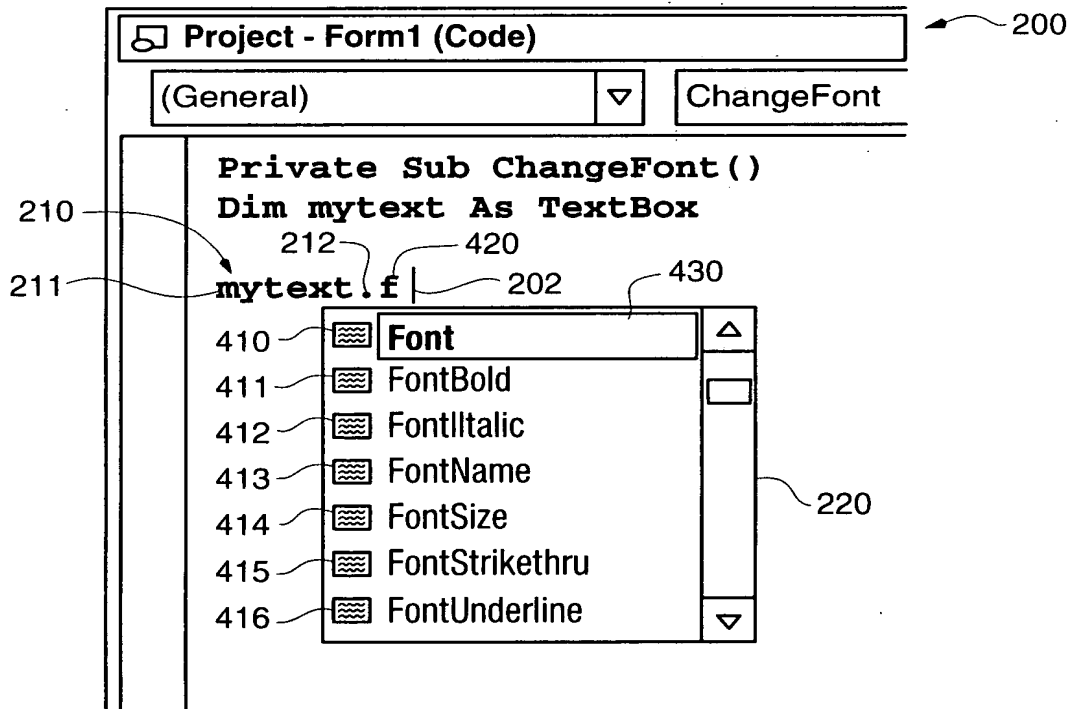 Project - Form1 (Code)
200
(General)
ChangeFont
Private Sub ChangeFont()
Dim mytext As TextBox
210
212
420
211
mytext.f
202
430
410
Font
411
FontBold
412
FontIItalic
413
FontName
414
FontSize
220
415
FontStrikethru
416
FontUnderline